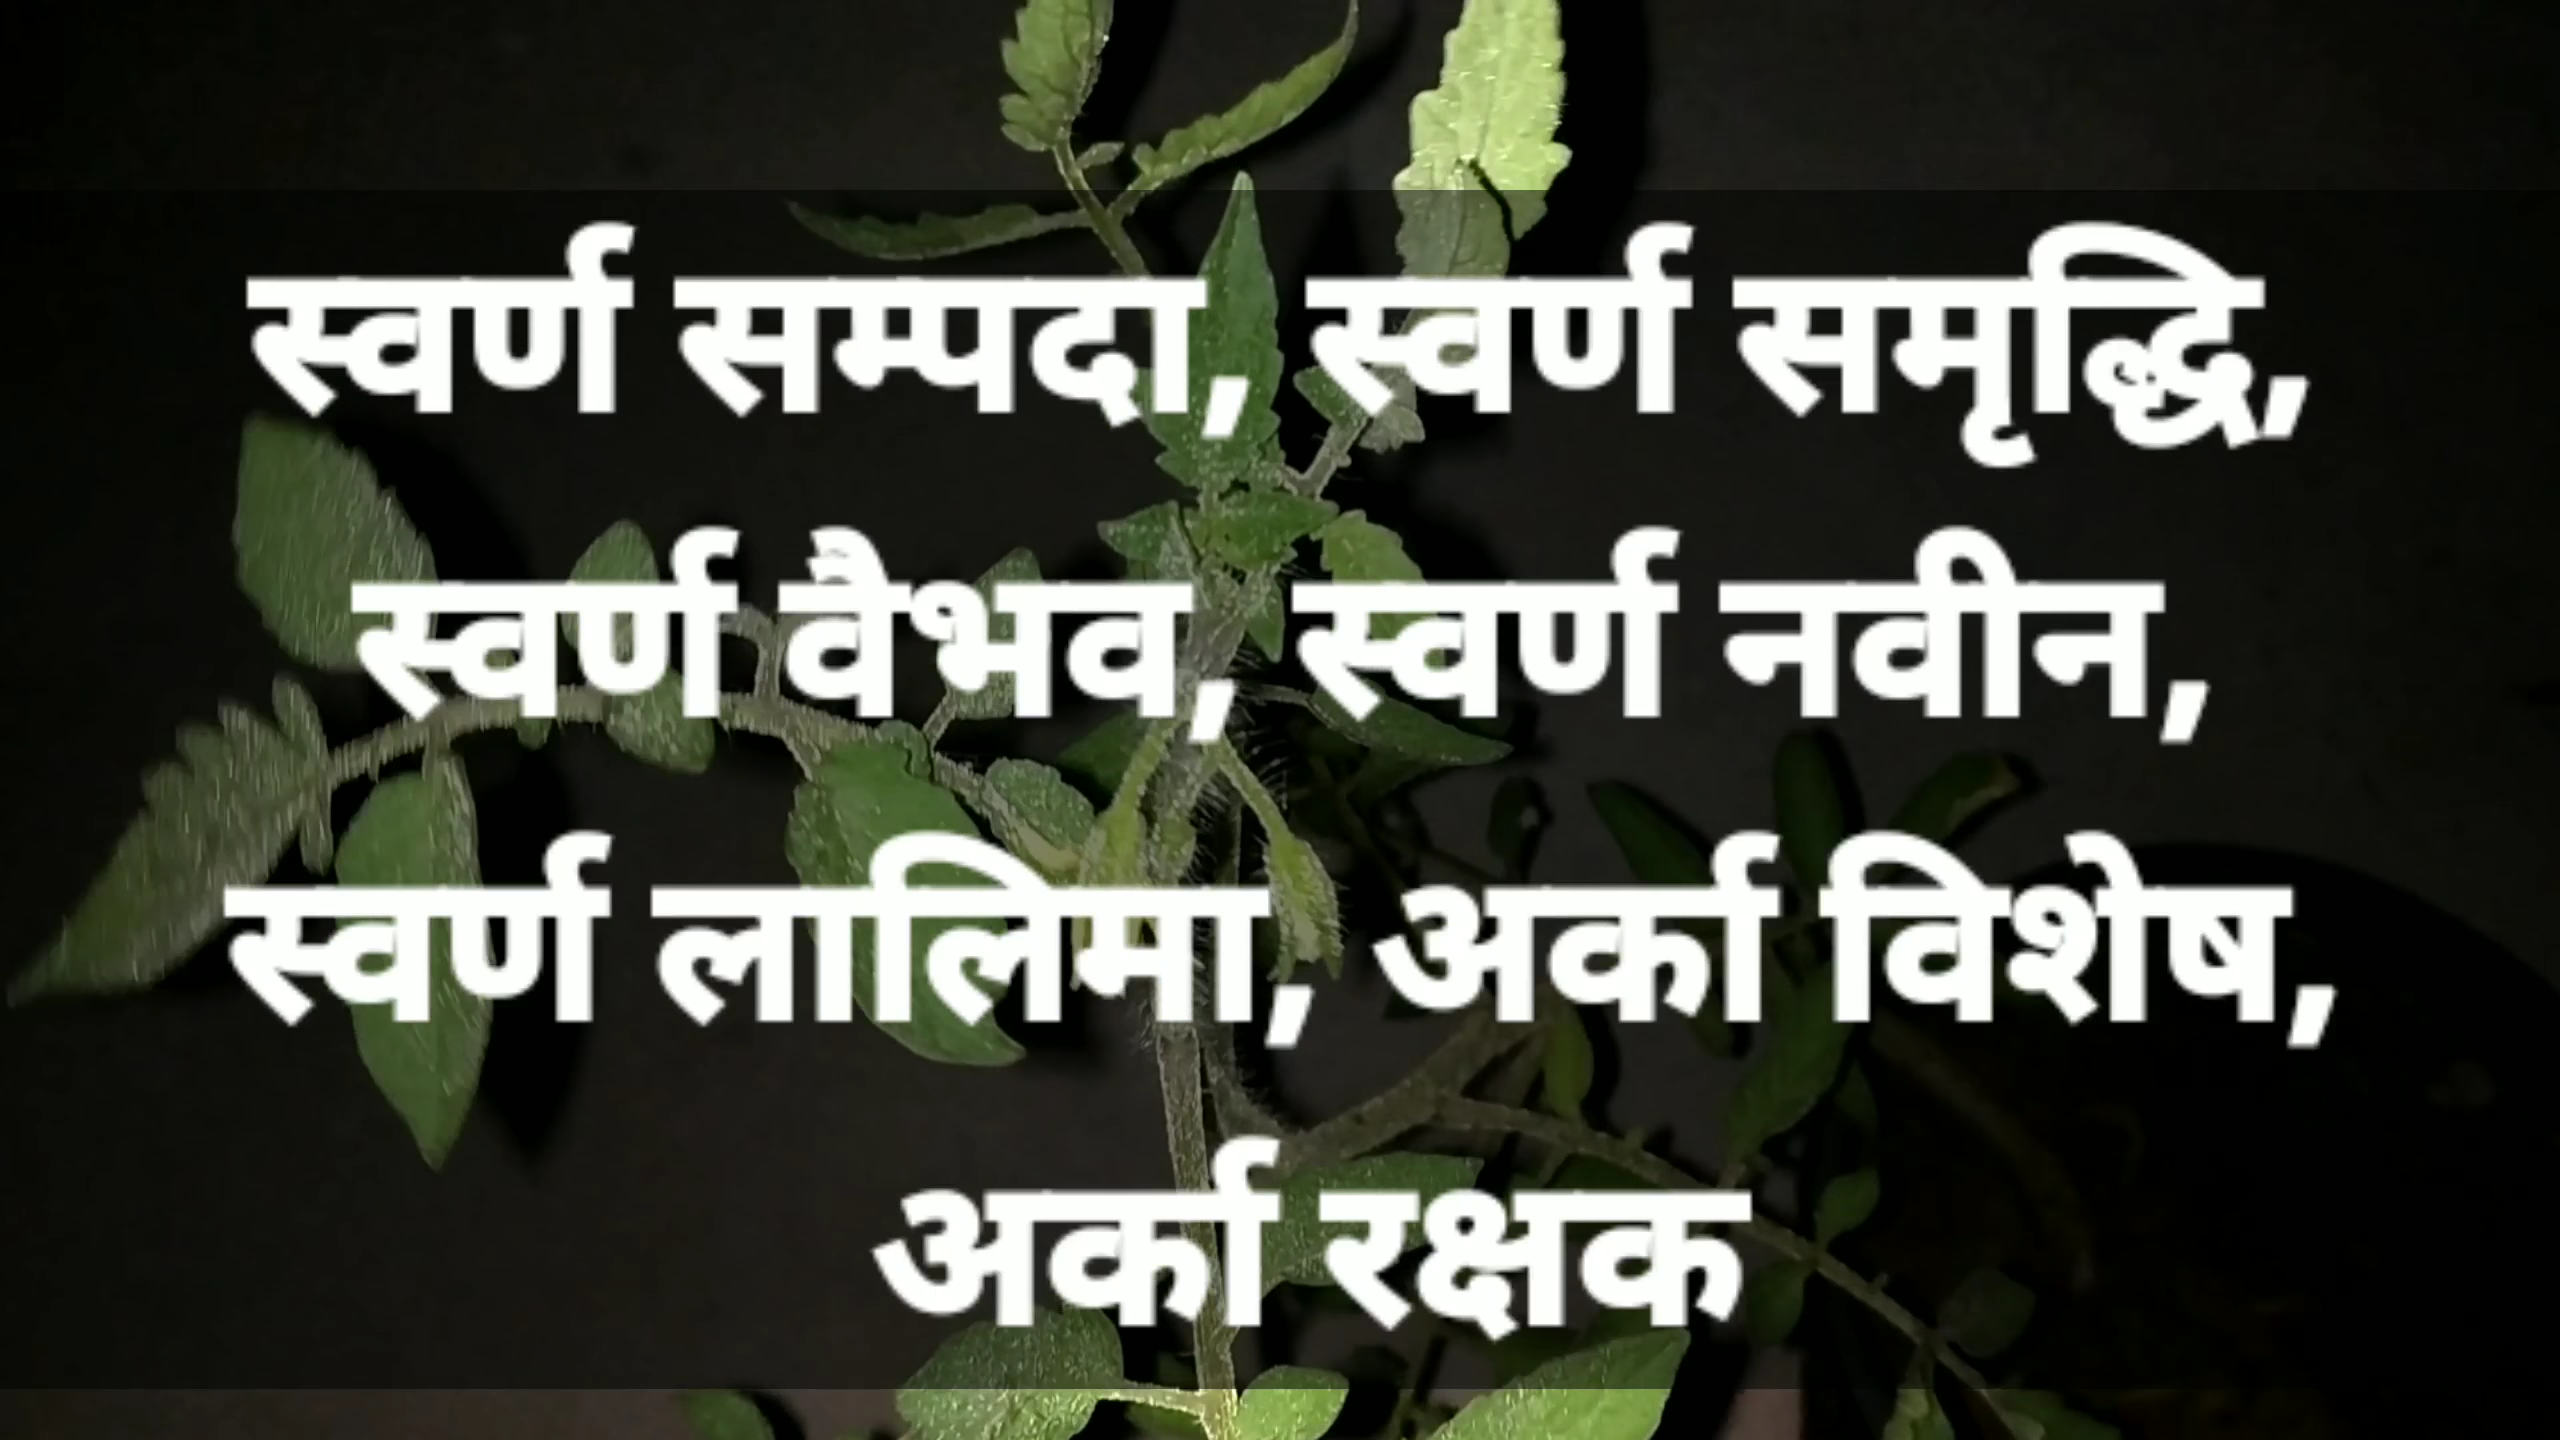 स्वर्ण सम्पदा, स्वर्ण समृद्धि,
स्वर्ण वैभव, स्वर्ण नवीन,
स्वर्ण लालिमा, अर्का विशेष,
अर्का रक्षक